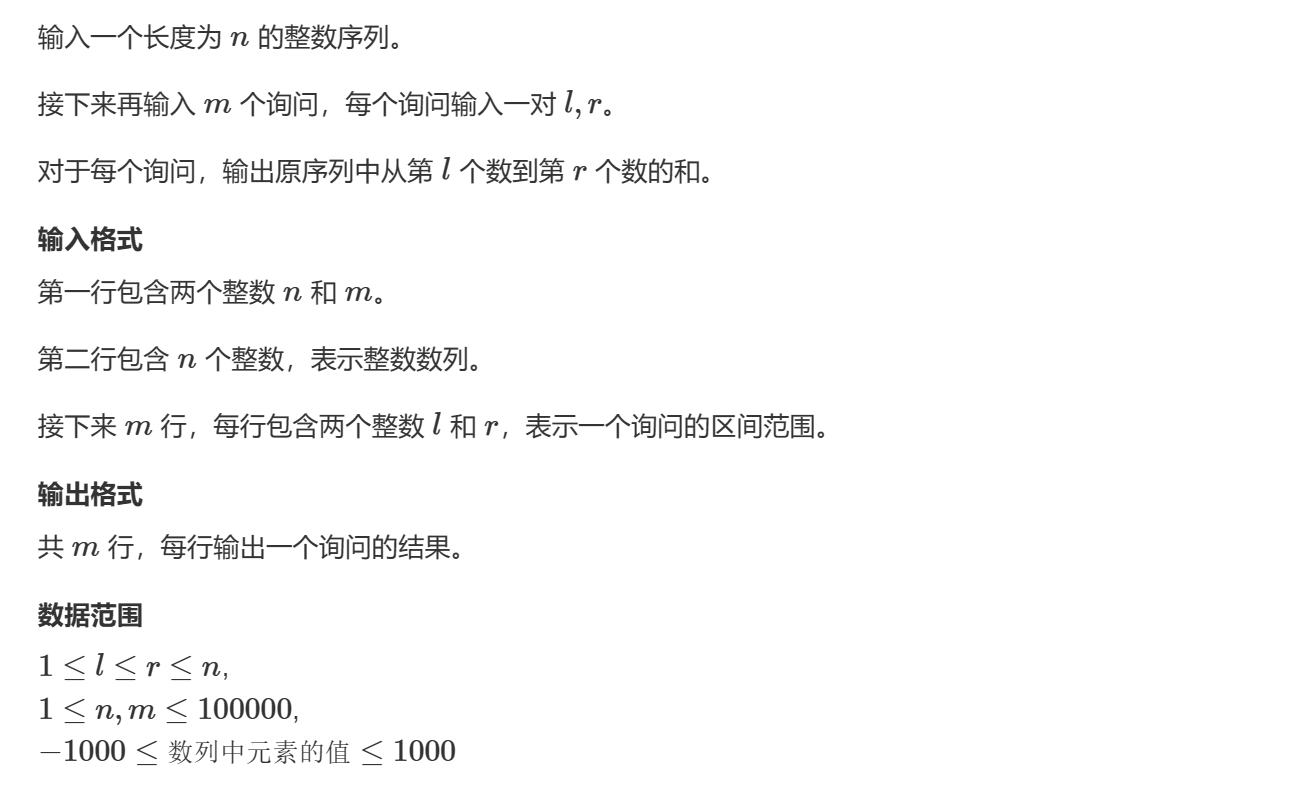 输入一个长度为 n 的整数序列。
接下来再输入 m 个询问，每个询问输入一对 l, r。
对于每个询问，输出原序列中从第 l 个数到第 r 个数的和。
输入格式
第一行包含两个整数 n 和 m。
第二行包含 n 个整数，表示整数数列。
接下来 m 行，每行包含两个整数 l 和 r，表示一个询问的区间范围。
输出格式
共 m 行，每行输出一个询问的结果。
数据范围
1 ≤ l ≤ r ≤ n,
1 ≤ n, m ≤ 100000,
−1000 ≤ 数列中元素的值 ≤ 1000